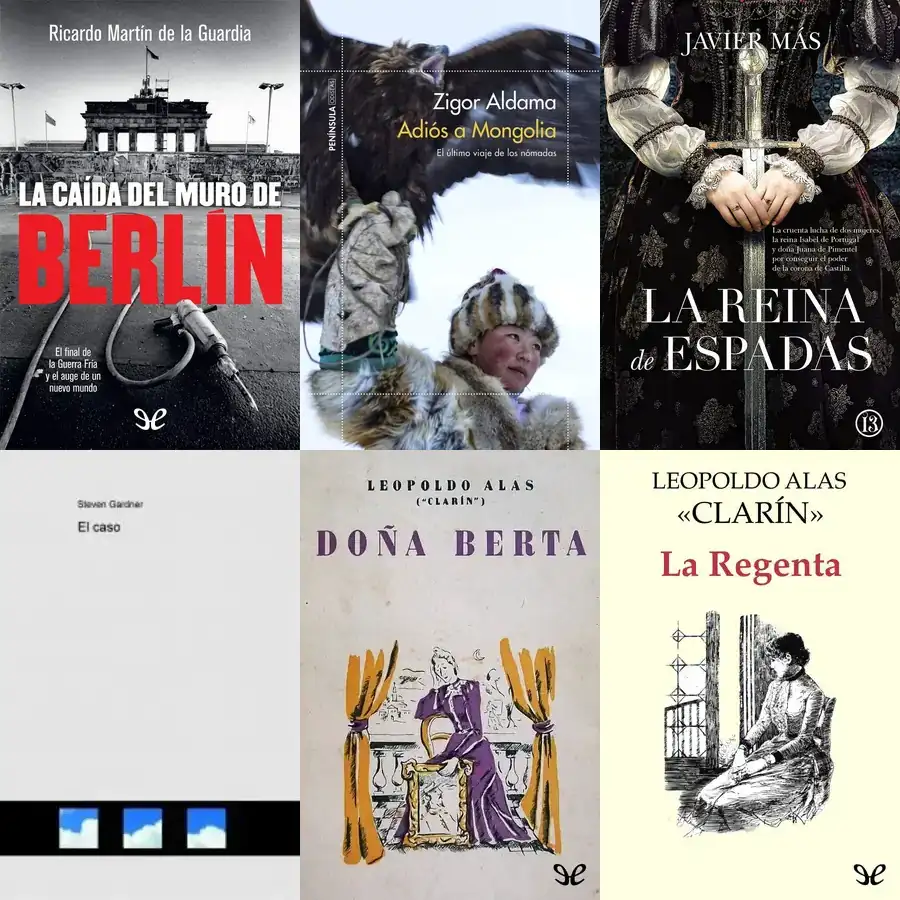 Ricardo Martín de la Guardia
LA CAÍDA DEL MURO DE
BERLÍN
El final de
la Guerra Fría
y el auge de un
nuevo mundo
PENÍNSULA ODISEAS
Zigor Aldama
Adiós a Mongolia
El último viaje de los nómadas
JAVIER MÁS
La cruenta lucha de dos mujeres,
la reina Isabel de Portugal
y doña Juana de Pimentel
por conseguir el poder
de la corona de Castilla.
LA REINA
de ESPADAS
13
Steven Gardner
El caso
LEOPOLDO ALAS
("CLARÍN")
DOÑA BERTA
LEOPOLDO ALAS
«CLARÍN»
La Regenta